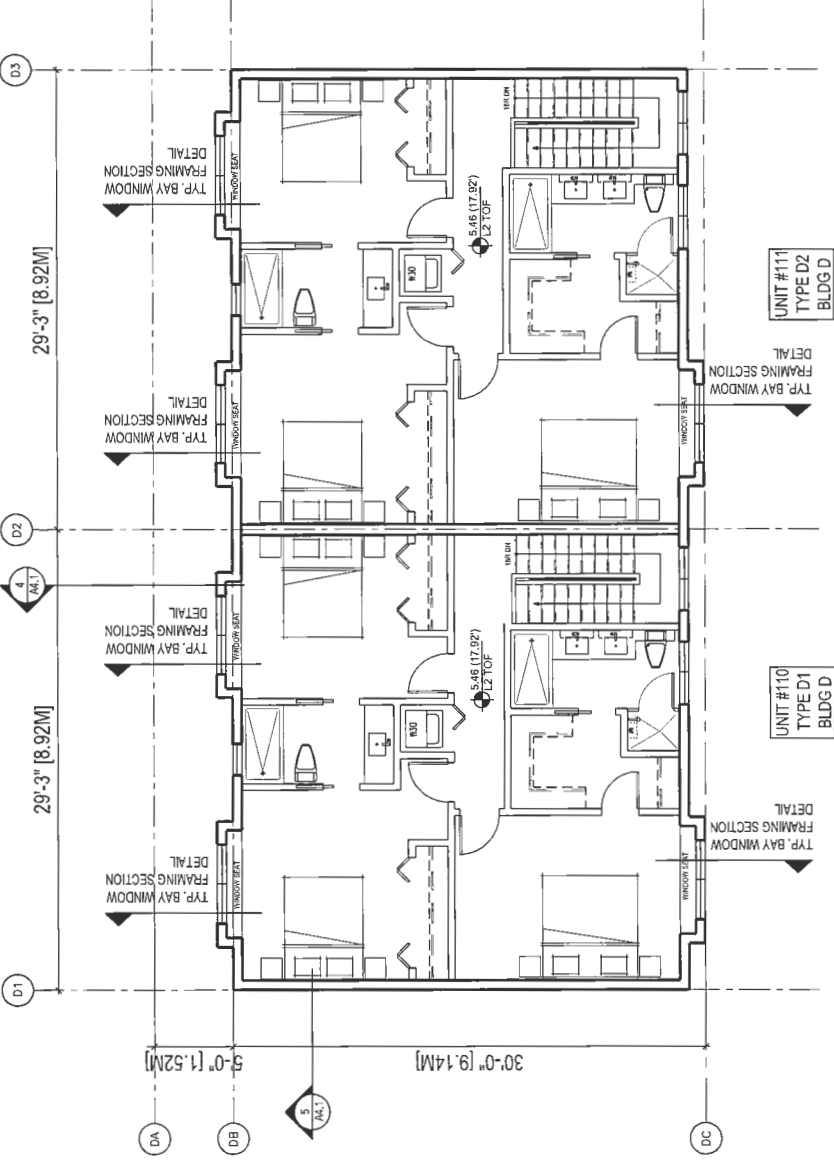 D1
D2
D3
29'-3" [8.92M]
29'-3" [8.92M]
4
A4.1
5
A4.1
DA
DB
DC
5'-0" [1.52M]
30'-0" [9.14M]
TYP. BAY WINDOW
FRAMING SECTION
DETAIL
TYP. BAY WINDOW
FRAMING SECTION
DETAIL
TYP. BAY WINDOW
FRAMING SECTION
DETAIL
TYP. BAY WINDOW
FRAMING SECTION
DETAIL
WINDOW SEAT
WINDOW SEAT
WINDOW SEAT
WINDOW SEAT
5.46 (17.92')
L2 TOF
5.46 (17.92')
L2 TOF
18R DN
WINDOW SEAT
WINDOW SEAT
TYP. BAY WINDOW
FRAMING SECTION
DETAIL
TYP. BAY WINDOW
FRAMING SECTION
DETAIL
UNIT #110
TYPE D1
BLDG D
UNIT #111
TYPE D2
BLDG D